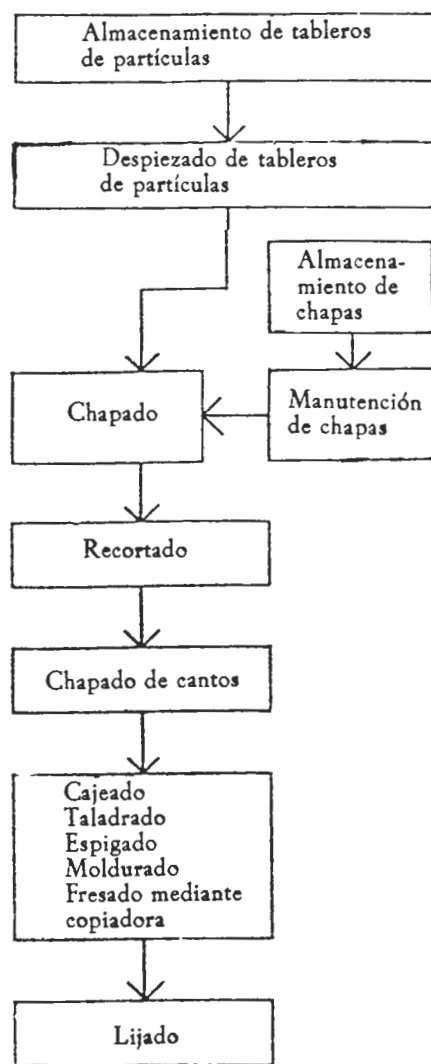 Almacenamiento de tableros
de partículas
Despiezado de tableros
de partículas
Almacena-
miento de
chapas
Chapado
Manutención
de chapas
Recortado
Chapado de cantos
Cajeado
Taladrado
Espigado
Moldurado
Fresado mediante
copiadora
Lijado